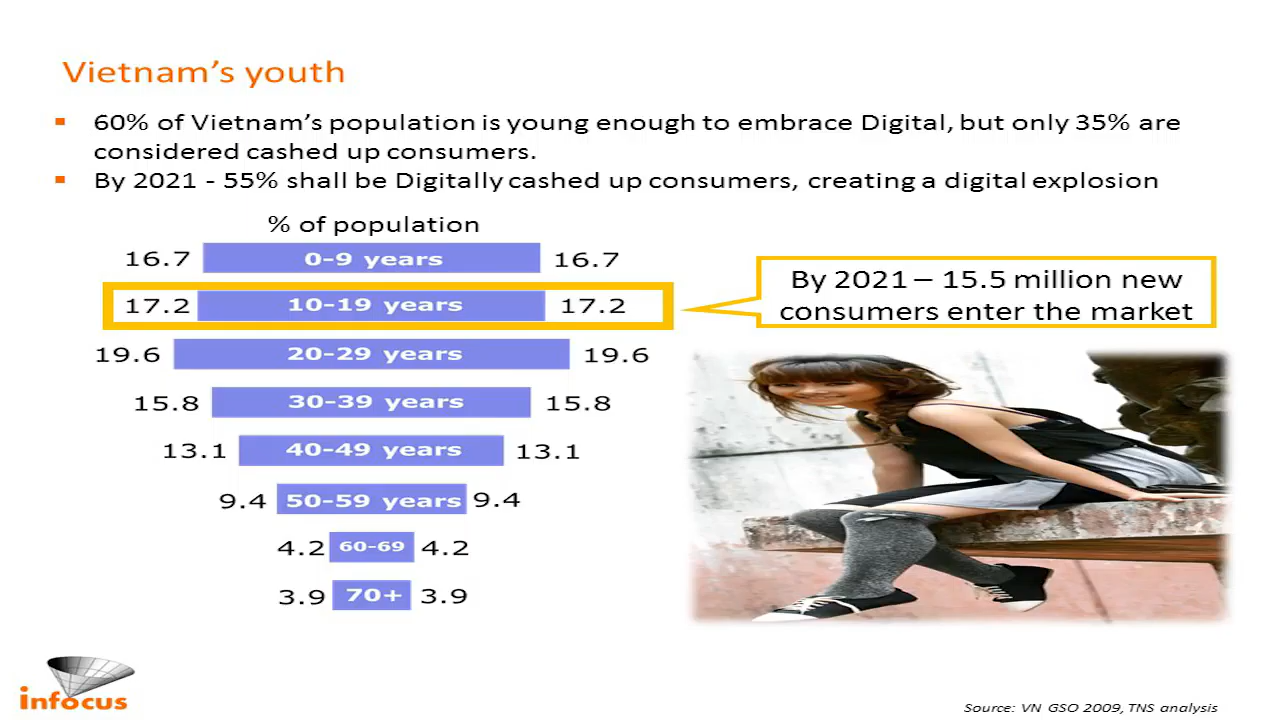 Vietnam's youth
60% of Vietnam's population is young enough to embrace Digital, but only 35% are
considered cashed up consumers.
By 2021 - 55% shall be Digitally cashed up consumers, creating a digital explosion
% of population
16.7 0-9 years 16.7
17.2 10-19 years 17.2
By 2021 – 15.5 million new
consumers enter the market
19.6 20-29 years 19.6
15.8 30-39 years 15.8
13.1 40-49 years 13.1
9.4 50-59 years 9.4
4.2 60-69 4.2
3.9 70+ 3.9
infocus
Source: VN GSO 2009, TNS analysis